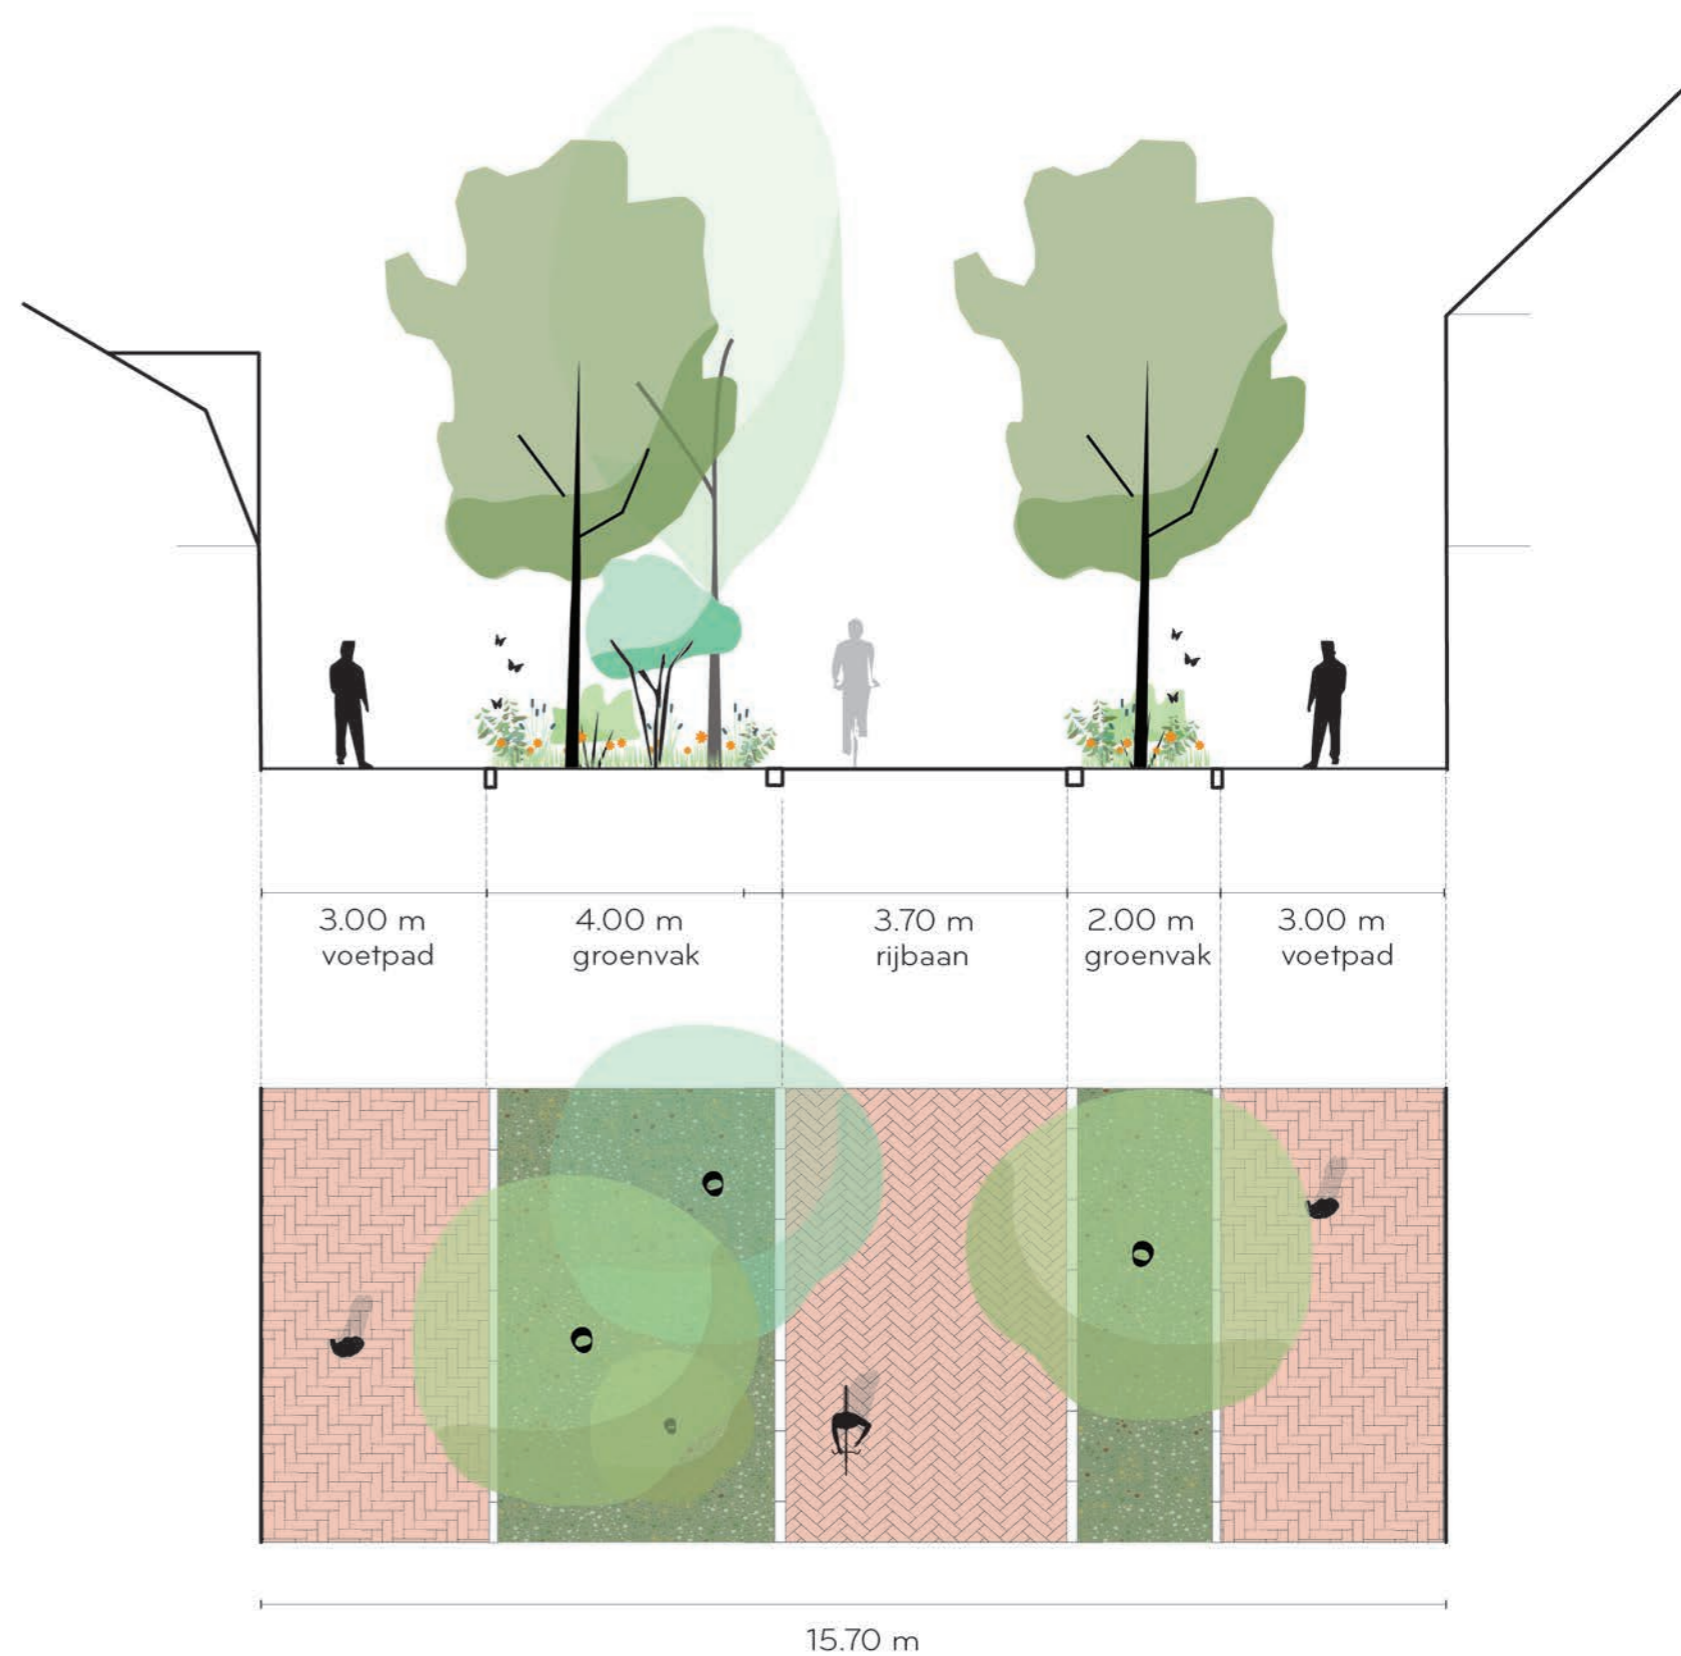 3.00 m
voetpad
4.00 m
groenvak
3.70 m
rijbaan
2.00 m
groenvak
3.00 m
voetpad
15.70 m